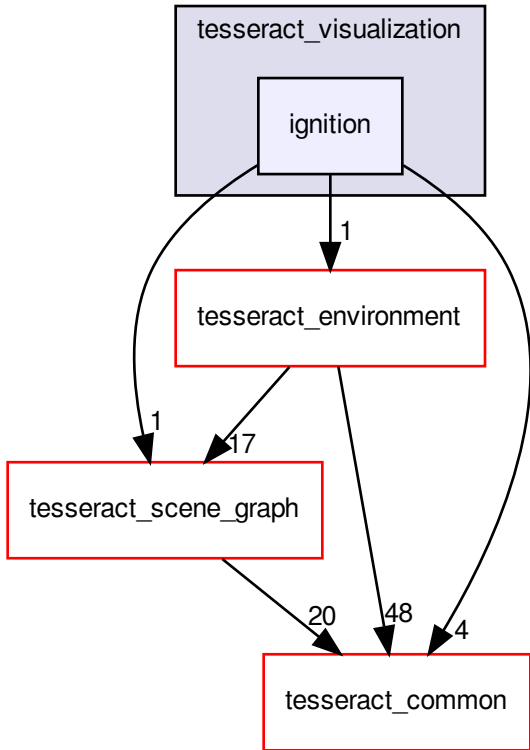 tesseract_visualization
ignition
1
tesseract_environment
1
17
tesseract_scene_graph
20
48
4
tesseract_common